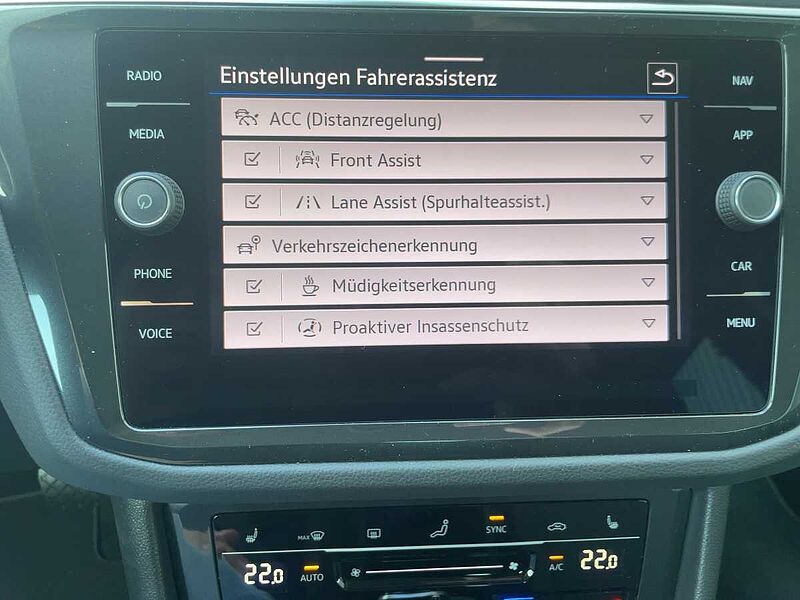 RADIO
MEDIA
PHONE
VOICE
Einstellungen Fahrerassistenz
ACC (Distanzregelung)
Front Assist
Lane Assist (Spurhalteassist.)
Verkehrszeichenerkennung
Müdigkeitserkennung
Proaktiver Insassenschutz
NAV
APP
CAR
MENU
MAX
SYNC
22.0
AUTO
A/C
22.0